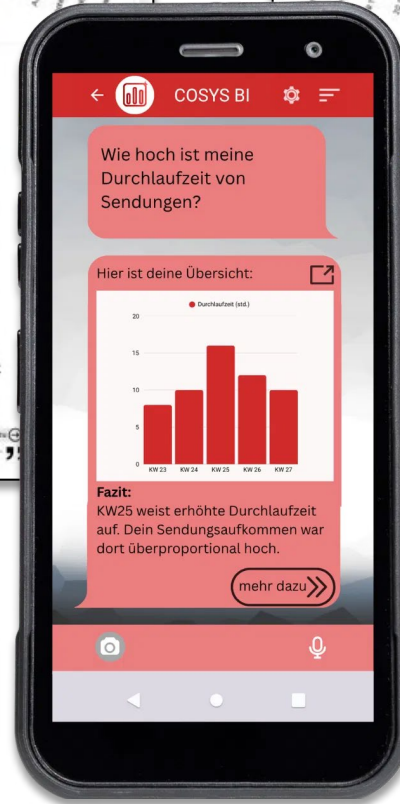 COSYS BI
Wie hoch ist meine
Durchlaufzeit von
Sendungen?
Hier ist deine Übersicht:
Durchlaufzeit (std.)
20
15
10
5
0
KW 23 KW 24 KW 25 KW 26 KW 27
Fazit:
KW25 weist erhöhte Durchlaufzeit
auf. Dein Sendungsaufkommen war
dort überproportional hoch.
mehr dazu